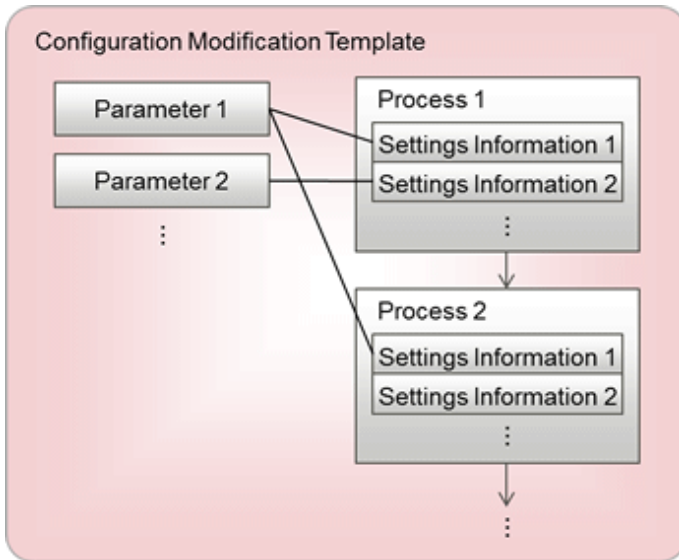 Configuration Modification Template
Parameter 1
Parameter 2
⋮
Process 1
Settings Information 1
Settings Information 2
⋮
Process 2
Settings Information 1
Settings Information 2
⋮
⋮